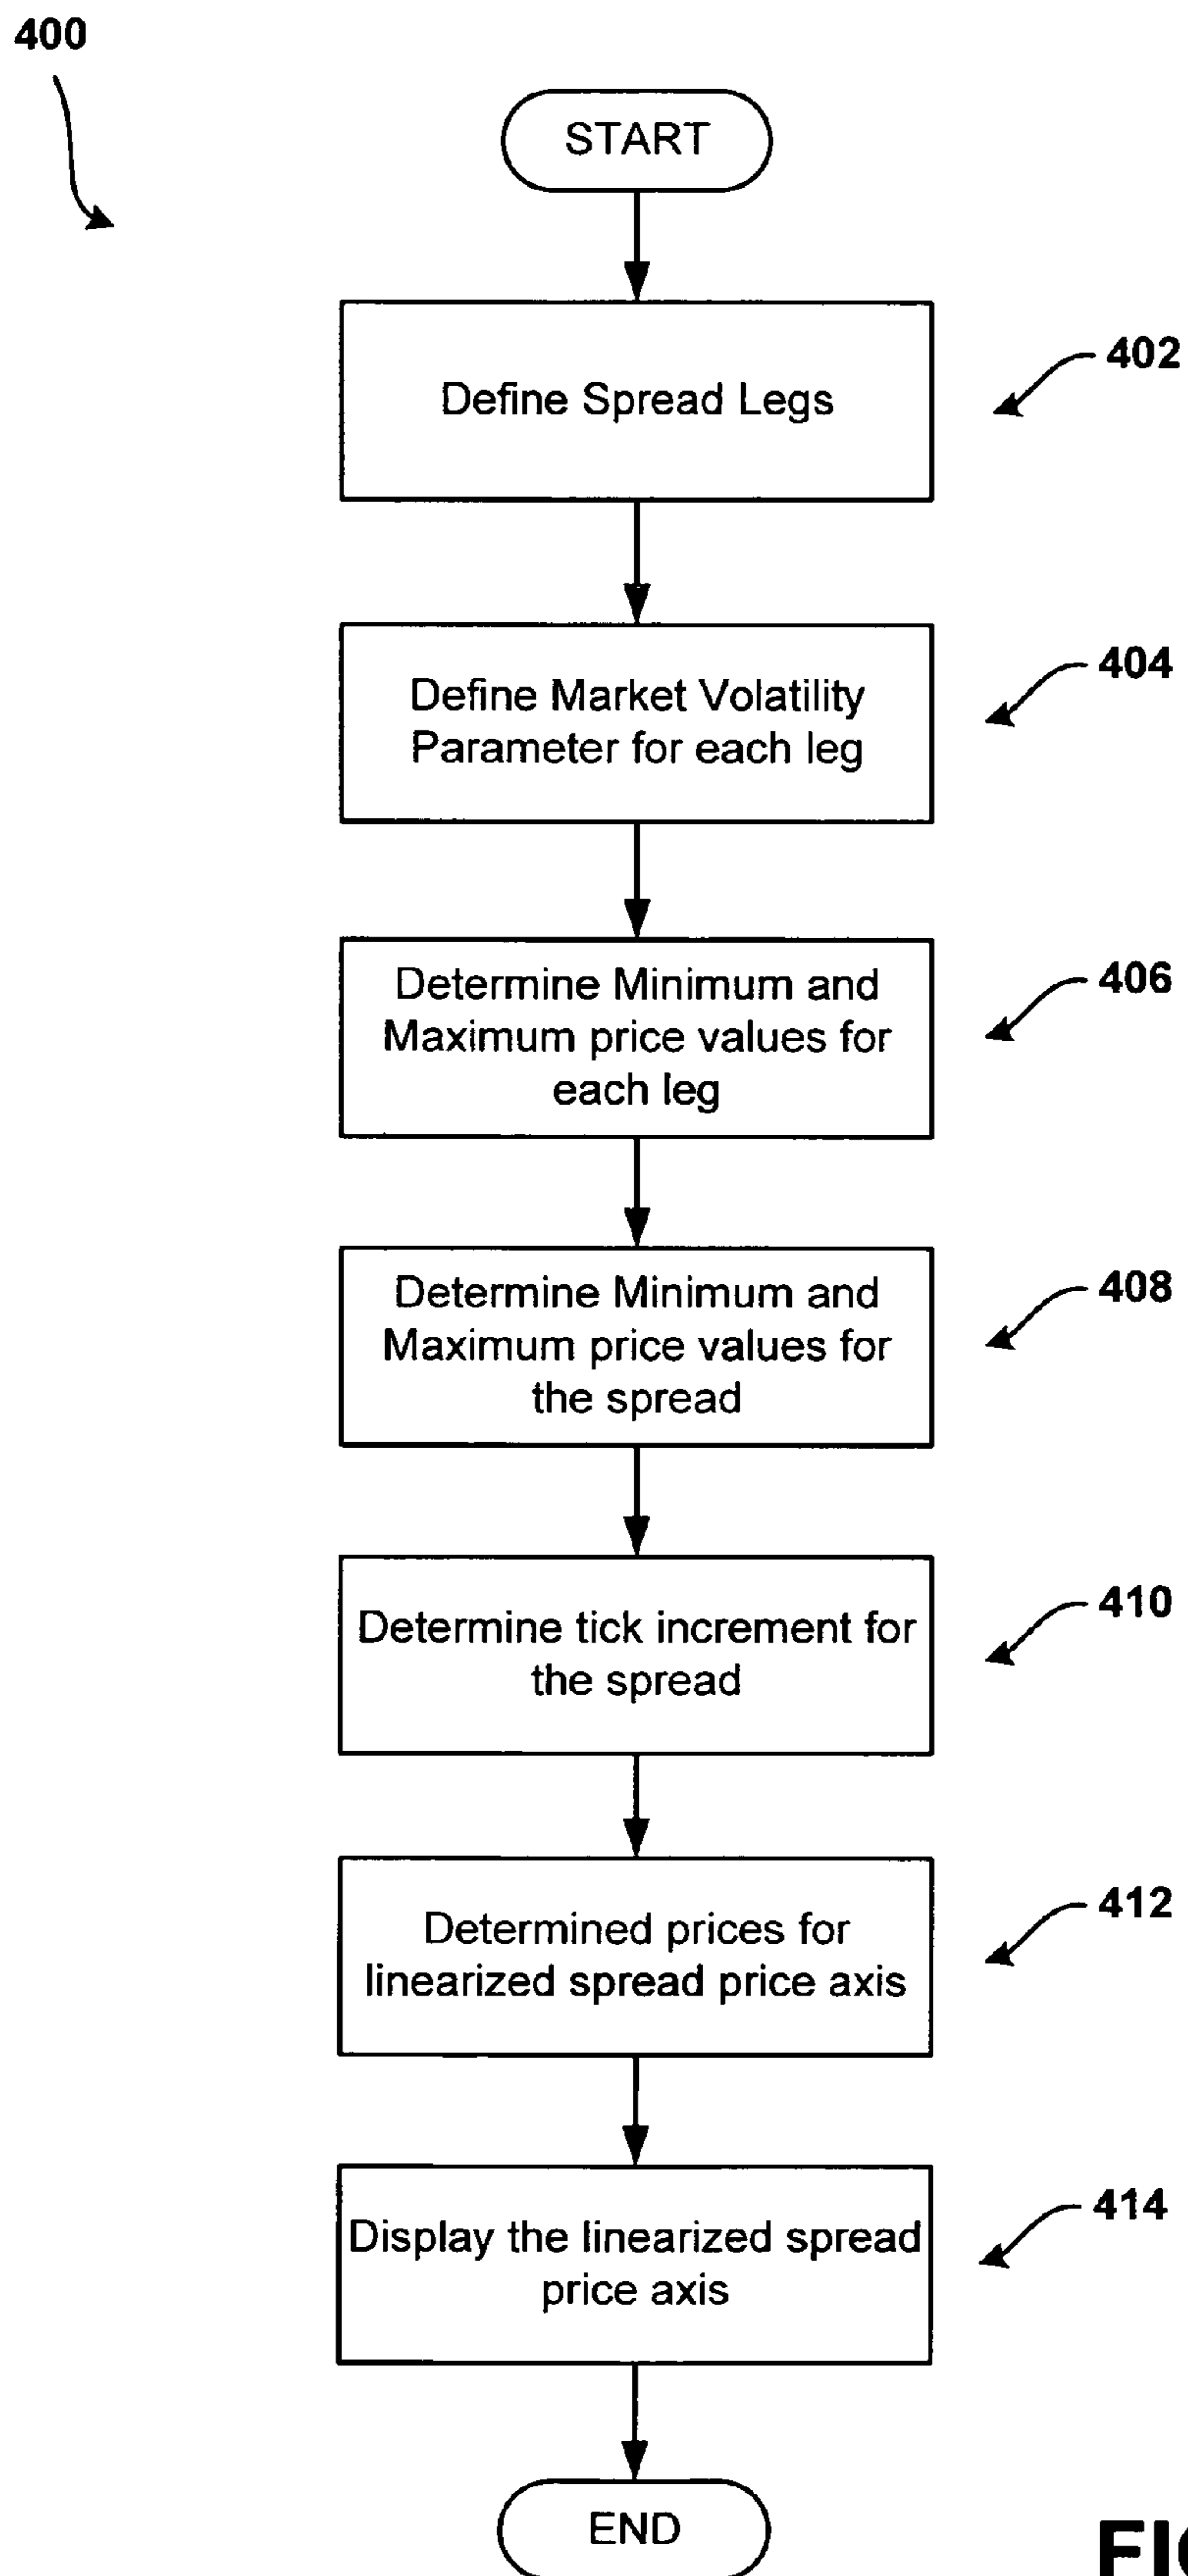 400
START
Define Spread Legs
402
Define Market Volatility
Parameter for each leg
404
Determine Minimum and
Maximum price values for
each leg
406
Determine Minimum and
Maximum price values for
the spread
408
Determine tick increment for
the spread
410
Determined prices for
linearized spread price axis
412
Display the linearized spread
price axis
414
END